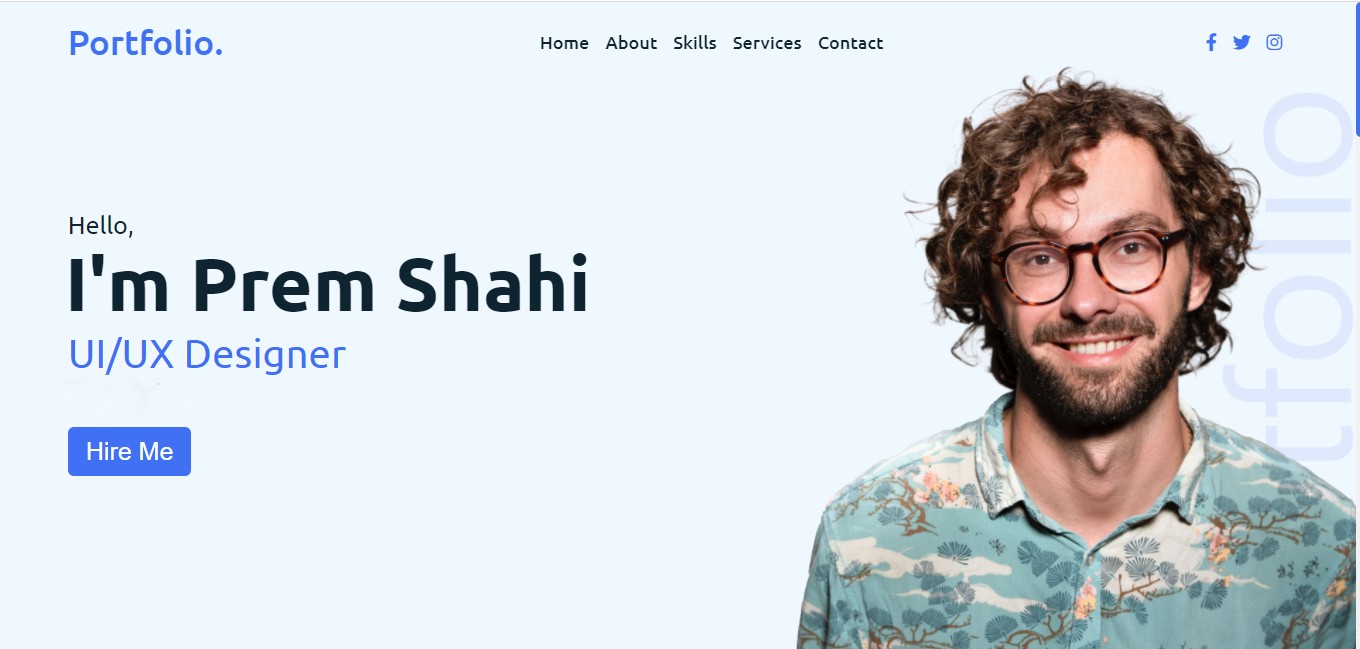 Portfolio.
Home About Skills Services Contact
Hello,
I'm Prem Shahi
UI/UX Designer
Hire Me
tfolio